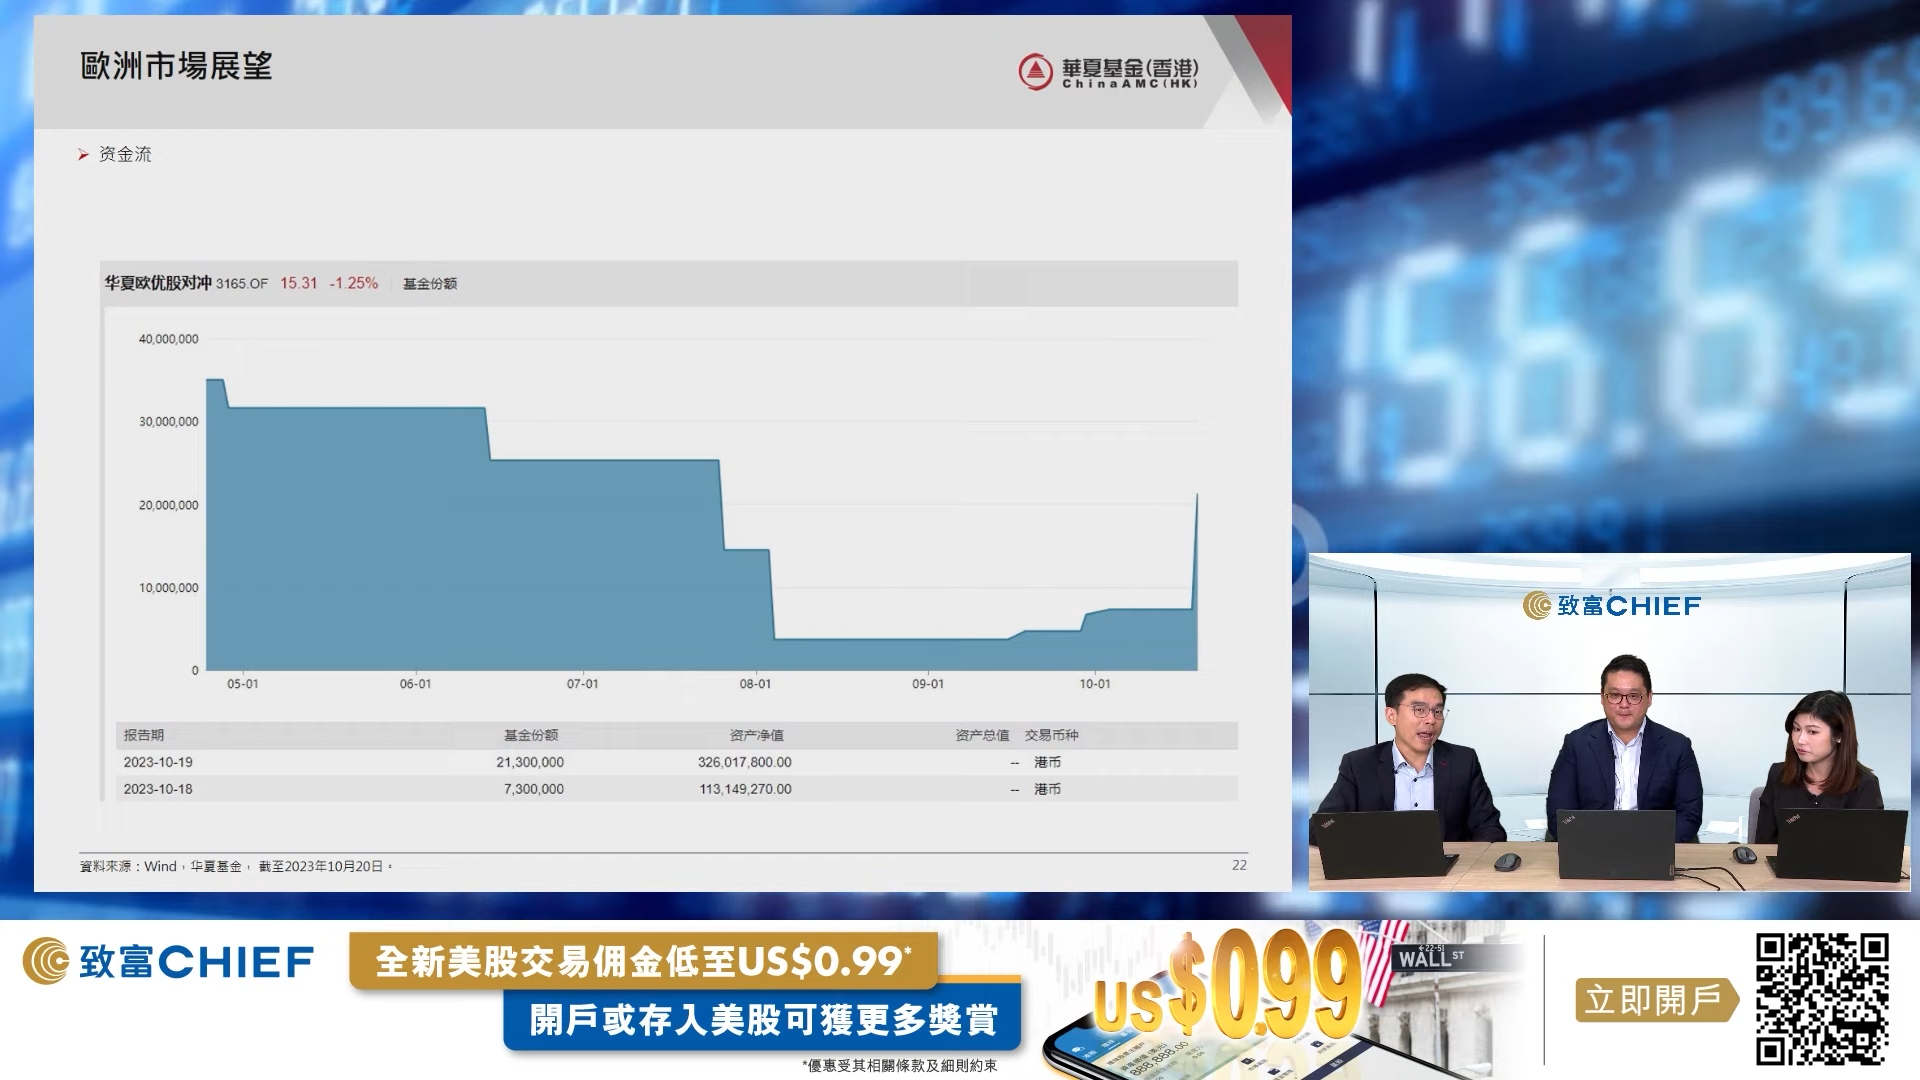 歐洲市場展望
華夏基金(香港)
ChinaAMC(HK)
资金流
华夏欧优股对冲 3165.OF 15.31 -1.25% 基金份额
40,000,000
30,000,000
20,000,000
10,000,000
0
05-01 06-01 07-01 08-01 09-01 10-01
报告期 基金份额 资产净值 资产总值 交易币种
2023-10-19 21,300,000 326,017,800.00 -- 港币
2023-10-18 7,300,000 113,149,270.00 -- 港币
資料來源：Wind，华夏基金， 截至2023年10月20日。
22
156.69
致富CHIEF
致富CHIEF
全新美股交易佣金低至US$0.99*
開戶或存入美股可獲更多獎賞
*優惠受其相關條款及細則約束
US$0.99
WALL ST
888,888.00
立即開戶